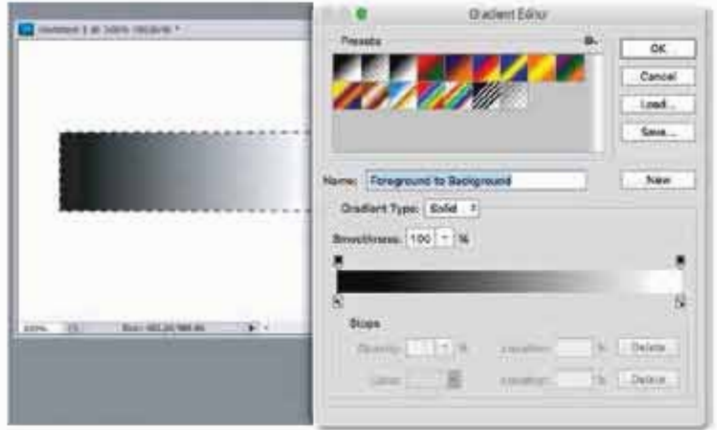 Gradient Editor
Presets
OK
Cancel
Load...
Save...
Name: Foreground to Background
New
Gradient Type: Solid
Smoothness: 100 %
Stops
Opacity: % Location: % Delete
Color: Location: % Delete